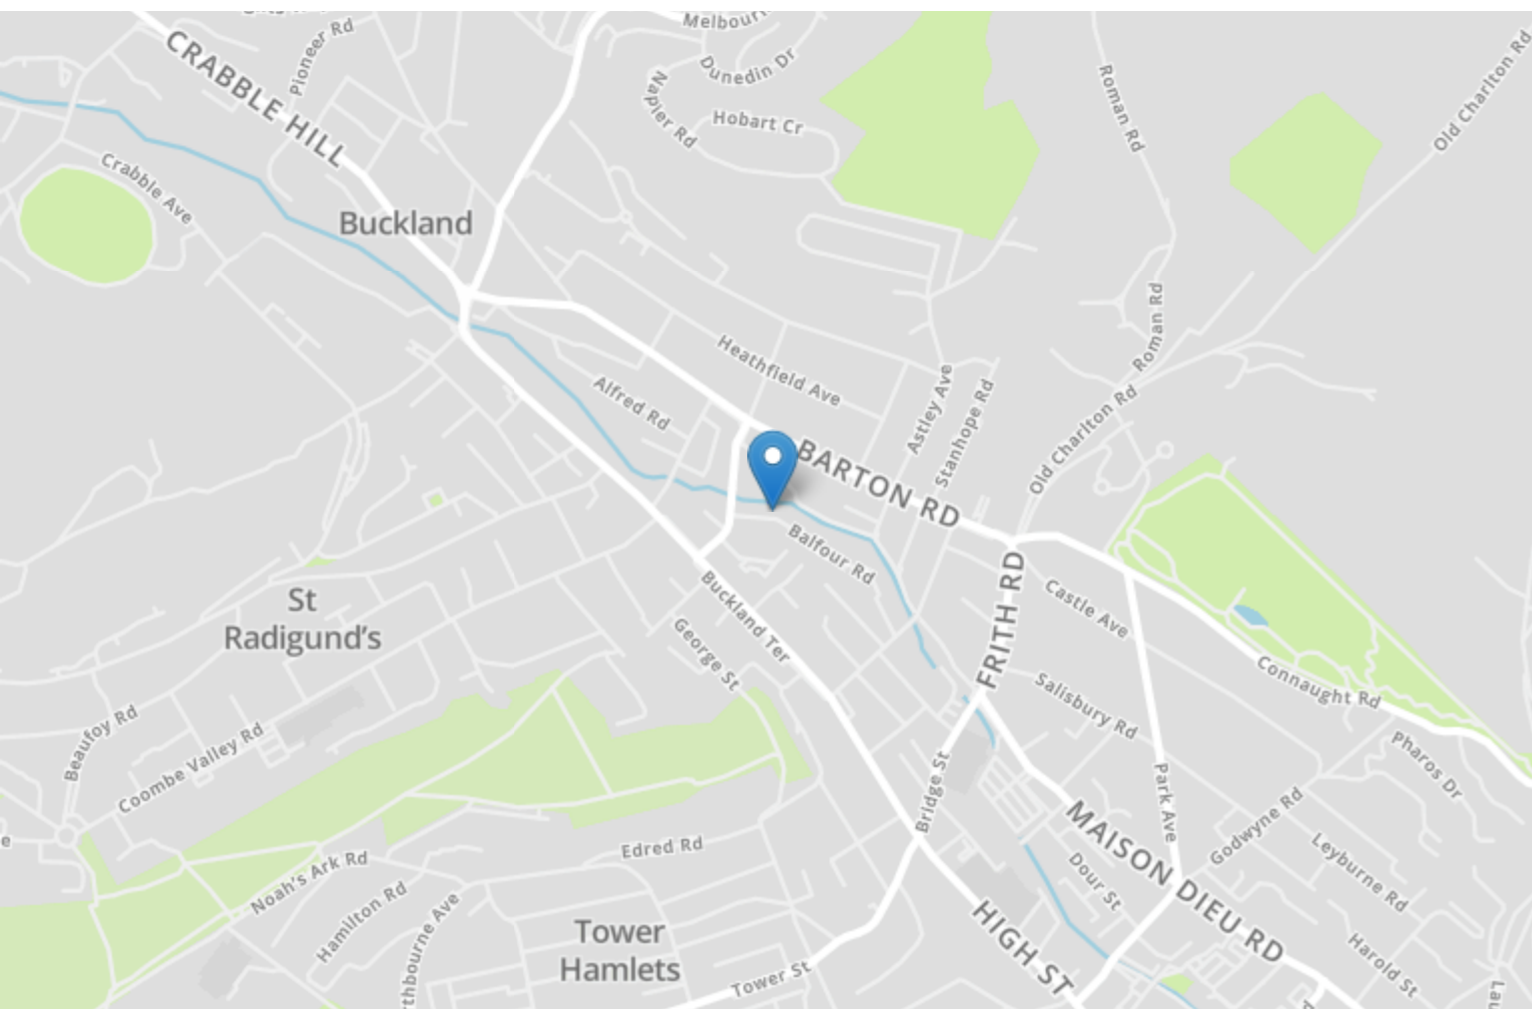 Pioneer Rd
Melbour
CRABBLE HILL
Dunedin Dr
Napier Rd
Hobart Cr
Roman Rd
Old Charlton Rd
Crabble Ave
Buckland
Roman Rd
Heathfield Ave
Alfred Rd
Astley Ave
Stanhope Rd
Old Charlton Rd
BARTON RD
Balfour Rd
FRITH RD
Castle Ave
St
Radigund's
Buckland Ter
George St
Connaught Rd
Salisbury Rd
Beaufoy Rd
Coombe Valley Rd
Pharos Dr
Bridge St
Park Ave
Godwyne Rd
MAISON DIEU RD
e
Edred Rd
Leyburne Rd
Noah's Ark Rd
Dour St
Hamilton Rd
rthbourne Ave
HIGH ST
Tower
Hamlets
Tower St
Harold St
Lau